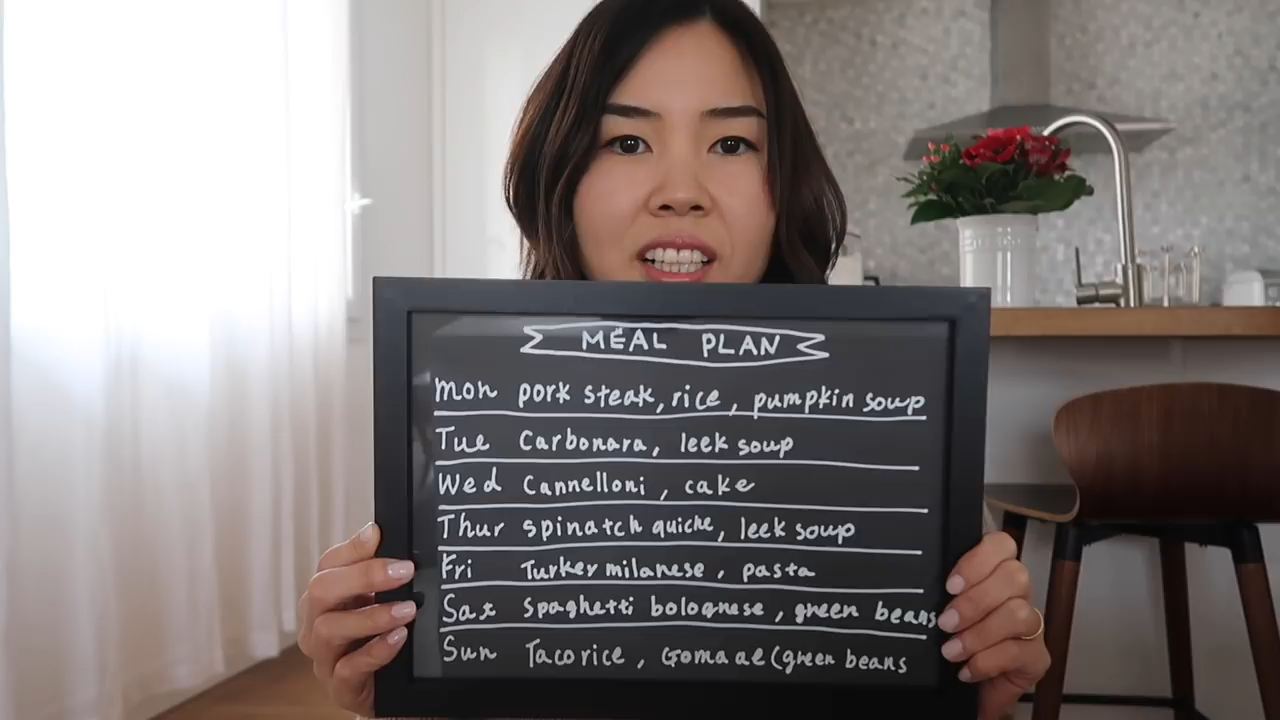 MEAL PLAN
Mon pork steak, rice, pumpkin soup
Tue Carbonara, leek soup
Wed Cannelloni, cake
Thur spinatch quiche, leek soup
Fri Turkey milanese, pasta
Sat Spaghetti bolognese, green beans
Sun Tacorice, Gomaae (green beans